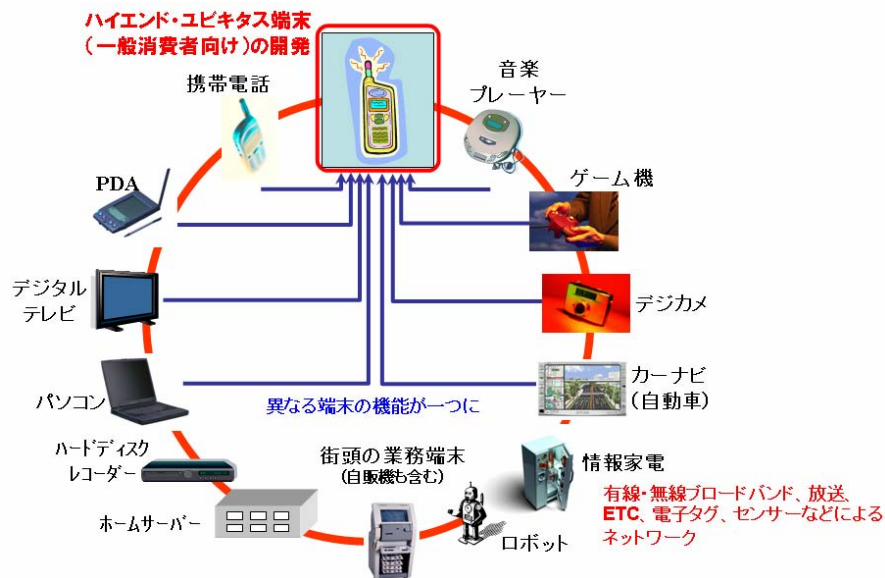 ハイエンド・ユビキタス端末
（一般消費者向け）の開発
携帯電話
音楽
プレーヤー
PDA
ゲーム機
デジタル
テレビ
デジカメ
パソコン
カーナビ
（自動車）
異なる端末の機能が一つに
ハードディスク
レコーダー
街頭の業務端末
（自販機も含む）
情報家電
ホームサーバー
ロボット
有線・無線ブロードバンド、放送、
ETC、電子タグ、センサーなどによる
ネットワーク